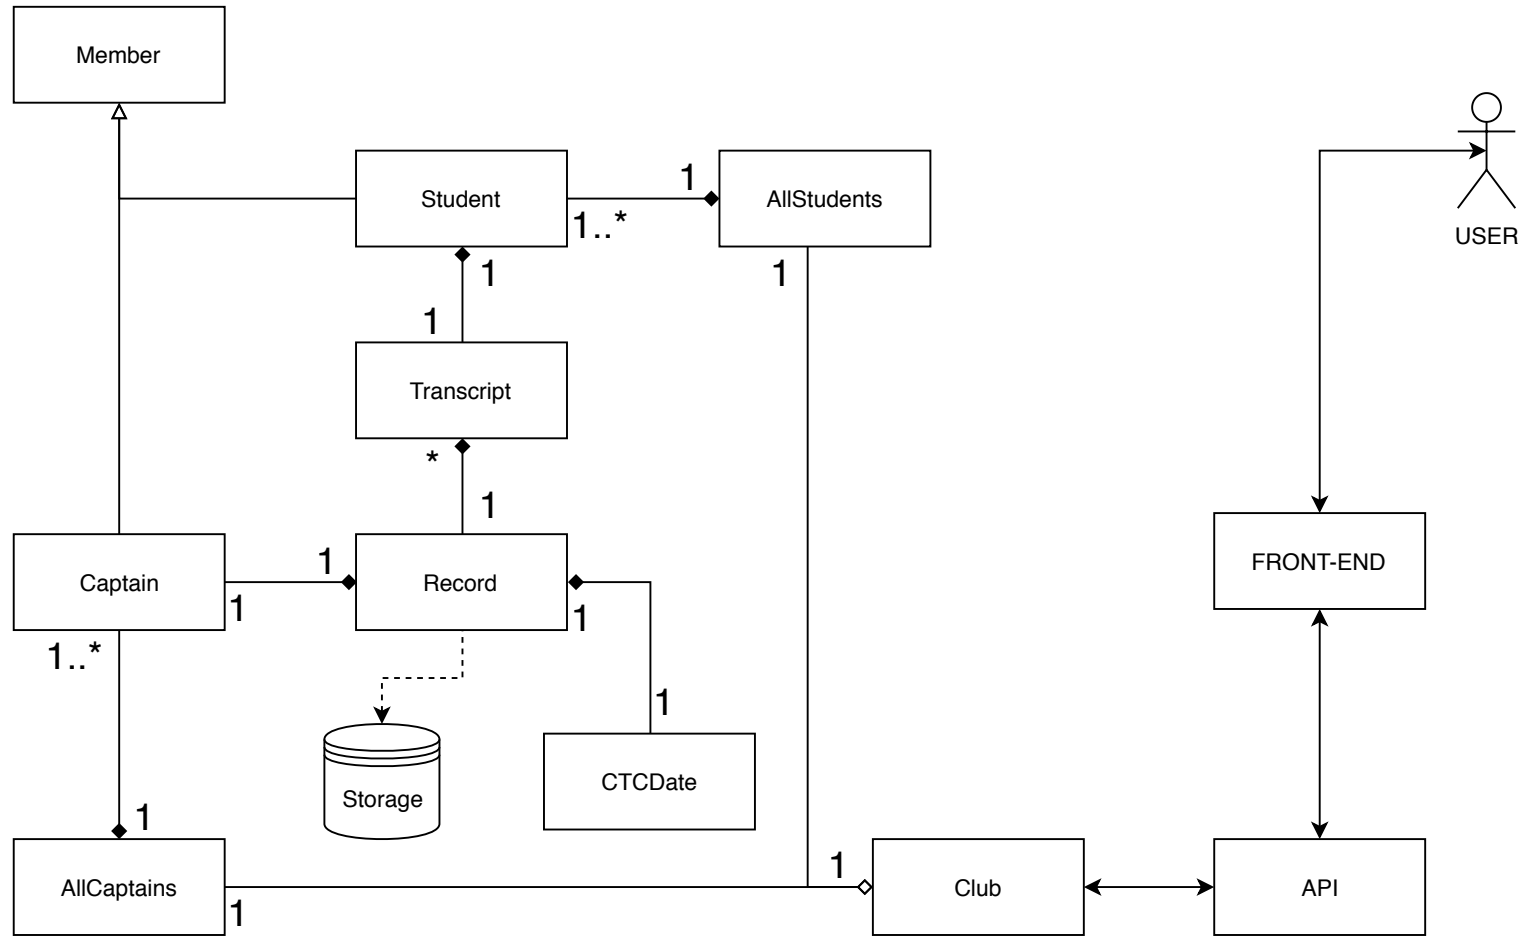 Member
Student
1
1..*
AllStudents
USER
1
1
1
Transcript
*
1
Captain
1
1
Record
1
FRONT-END
1..*
1
Storage
CTCDate
1
AllCaptains
1
1
Club
API